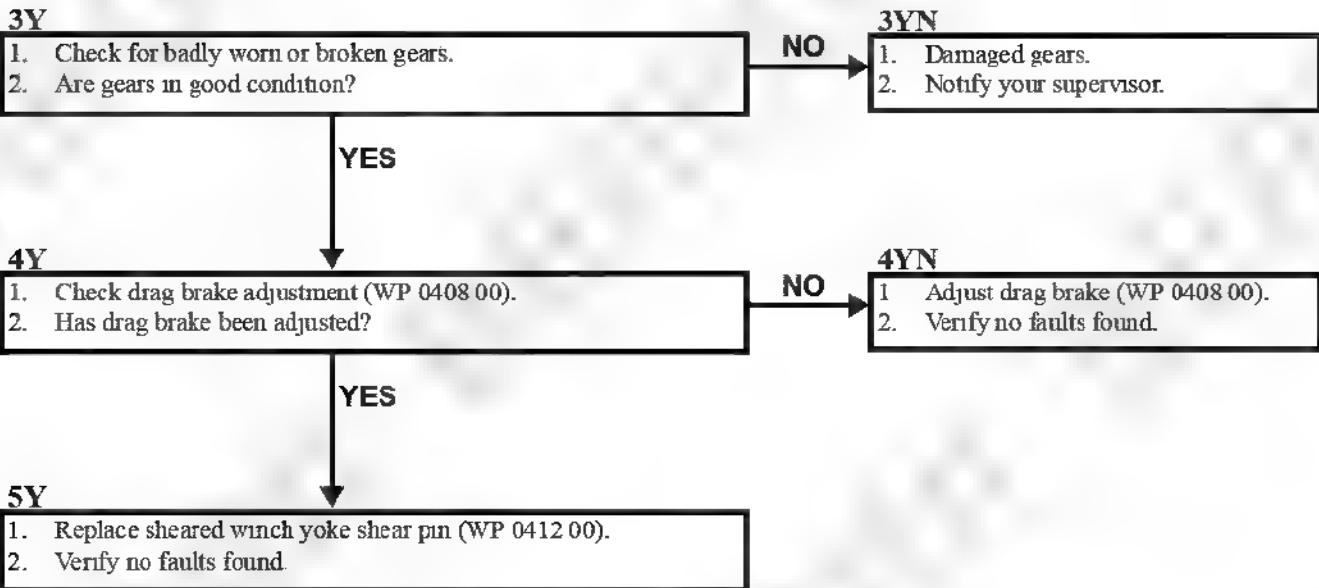 3Y
1. Check for badly worn or broken gears.
2. Are gears in good condition?
NO
3YN
1. Damaged gears.
2. Notify your supervisor.
YES
4Y
1. Check drag brake adjustment (WP 0408 00).
2. Has drag brake been adjusted?
NO
4YN
1 Adjust drag brake (WP 0408 00).
2. Verify no faults found.
YES
5Y
1. Replace sheared winch yoke shear pin (WP 0412 00).
2. Verify no faults found.